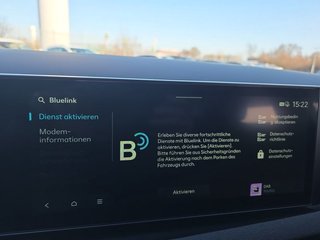 15:22
Bluelink
Dienst aktivieren
Modem-
informationen
B
Erleben Sie diverse fortschrittliche
Dienste mit Bluelink. Um die Dienste zu
aktivieren, drücken Sie [Aktivieren].
Bitte führen Sie aus Sicherheitsgründen
die Aktivierung nach dem Parken des
Fahrzeugs durch.
Aktivieren
Datenschutz-
richtlinie
Datenschutz-
einstellungen
DAB